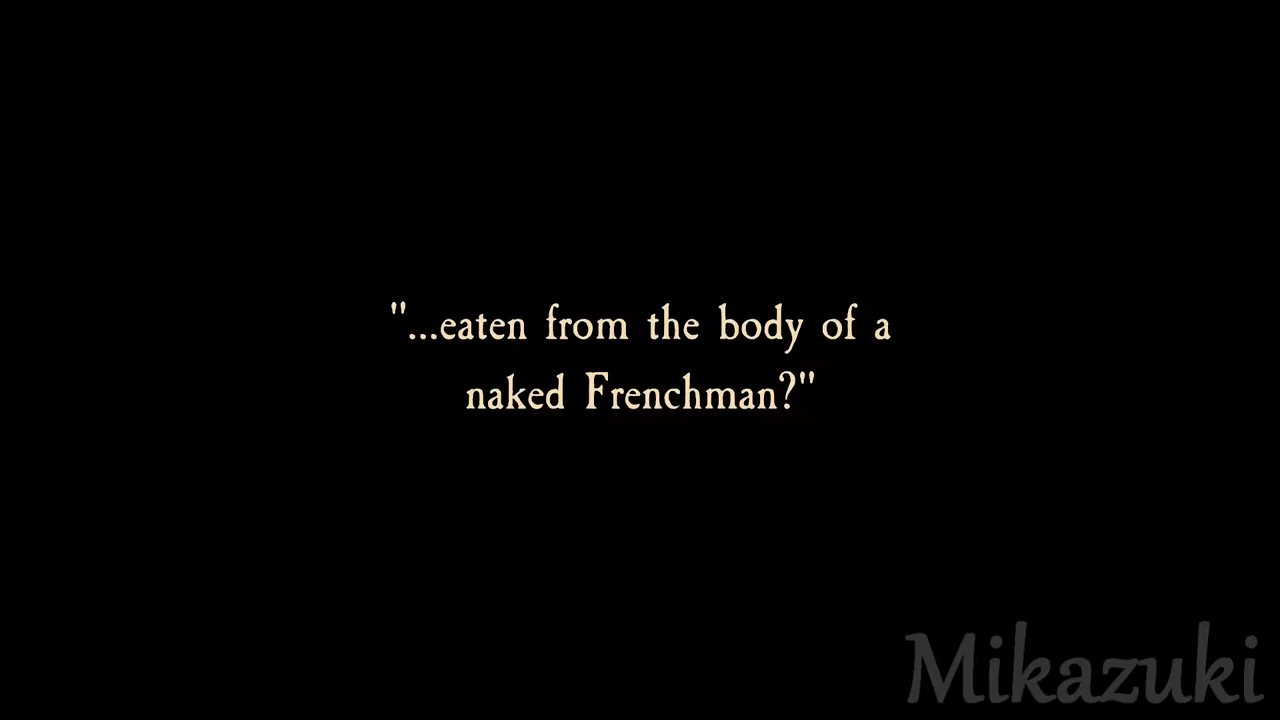 "...eaten from the body of a
naked Frenchman?"
Mikazuki